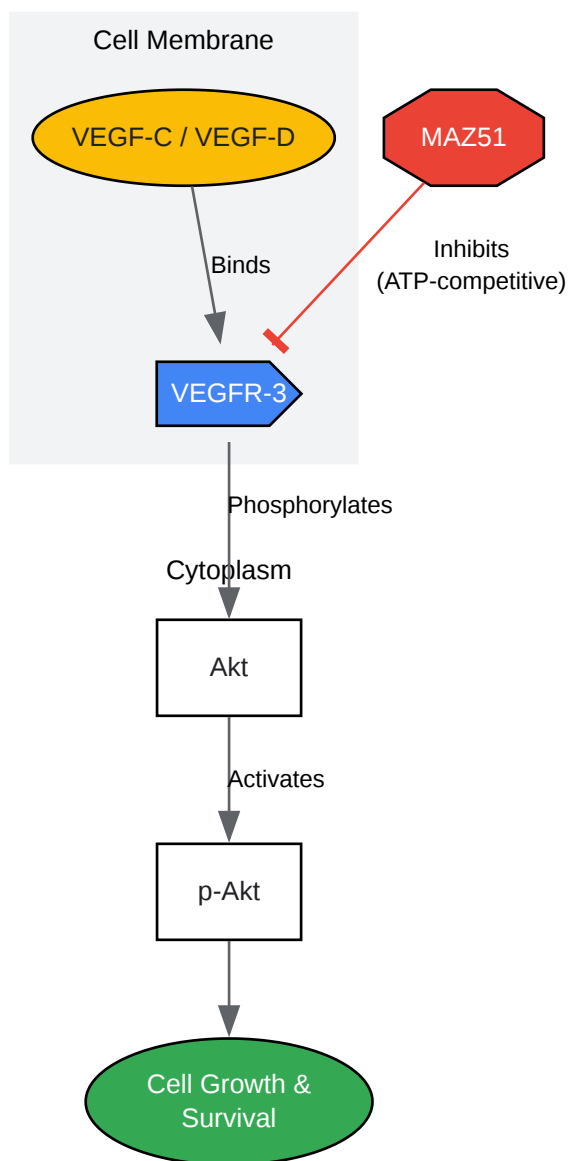 Cell Membrane
VEGF-C / VEGF-D
MAZ51
Inhibits
(ATP-competitive)
Binds
VEGFR-3
Phosphorylates
Cytoplasm
Akt
Activates
p-Akt
Cell Growth &
Survival